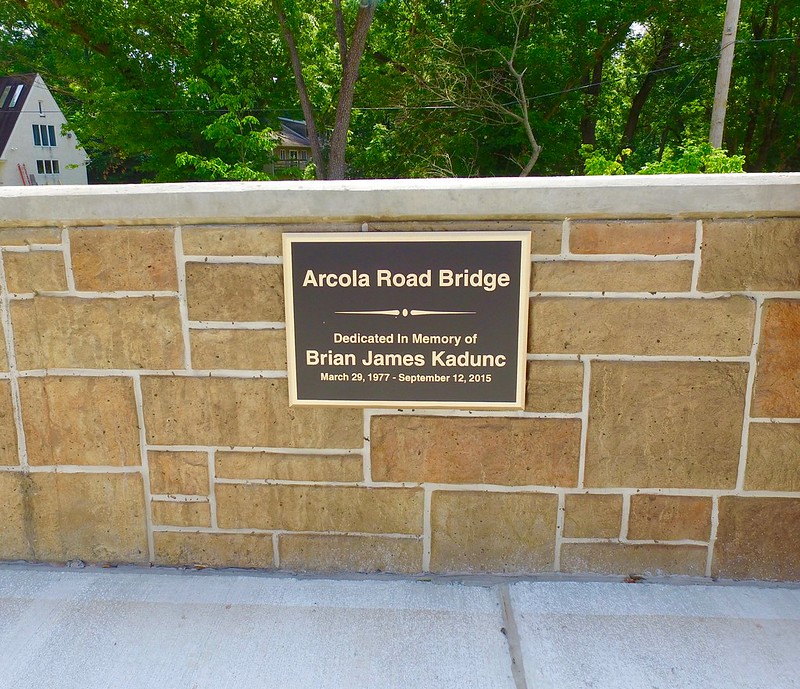 Arcola Road Bridge
Dedicated In Memory of
Brian James Kadunc
March 29, 1977 - September 12, 2015